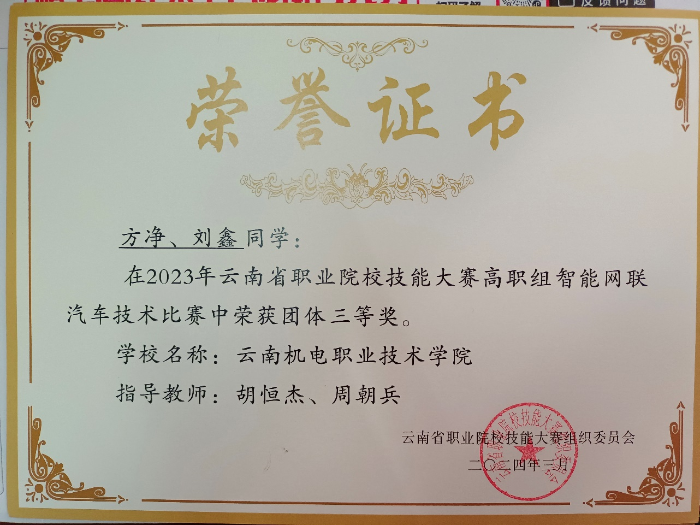 荣誉证书
方净、刘鑫同学：
在2023年云南省职业院校技能大赛高职组智能网联
汽车技术比赛中荣获团体三等奖。
学校名称：云南机电职业技术学院
指导教师：胡恒杰、周朝兵
云南省职业院校技能大赛组织委员会
二〇二四年三月